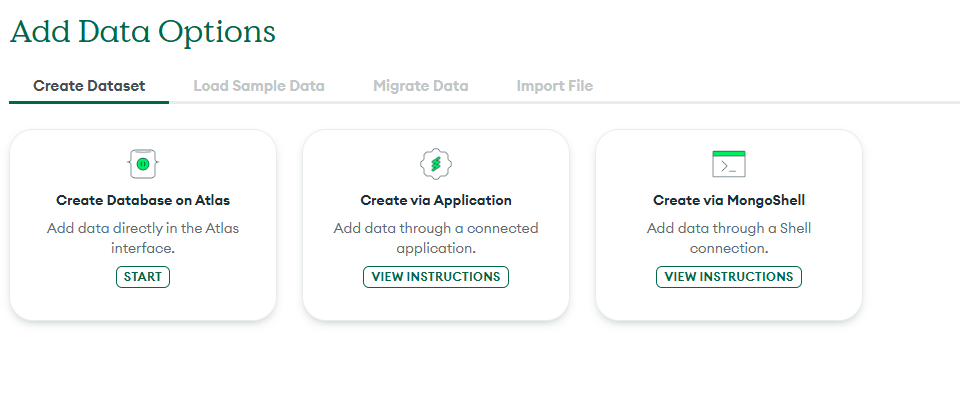 Add Data Options
Create Dataset
Load Sample Data
Migrate Data
Import File
Create Database on Atlas
Add data directly in the Atlas
interface.
START
Create via Application
Add data through a connected
application.
VIEW INSTRUCTIONS
Create via MongoShell
Add data through a Shell
connection.
VIEW INSTRUCTIONS